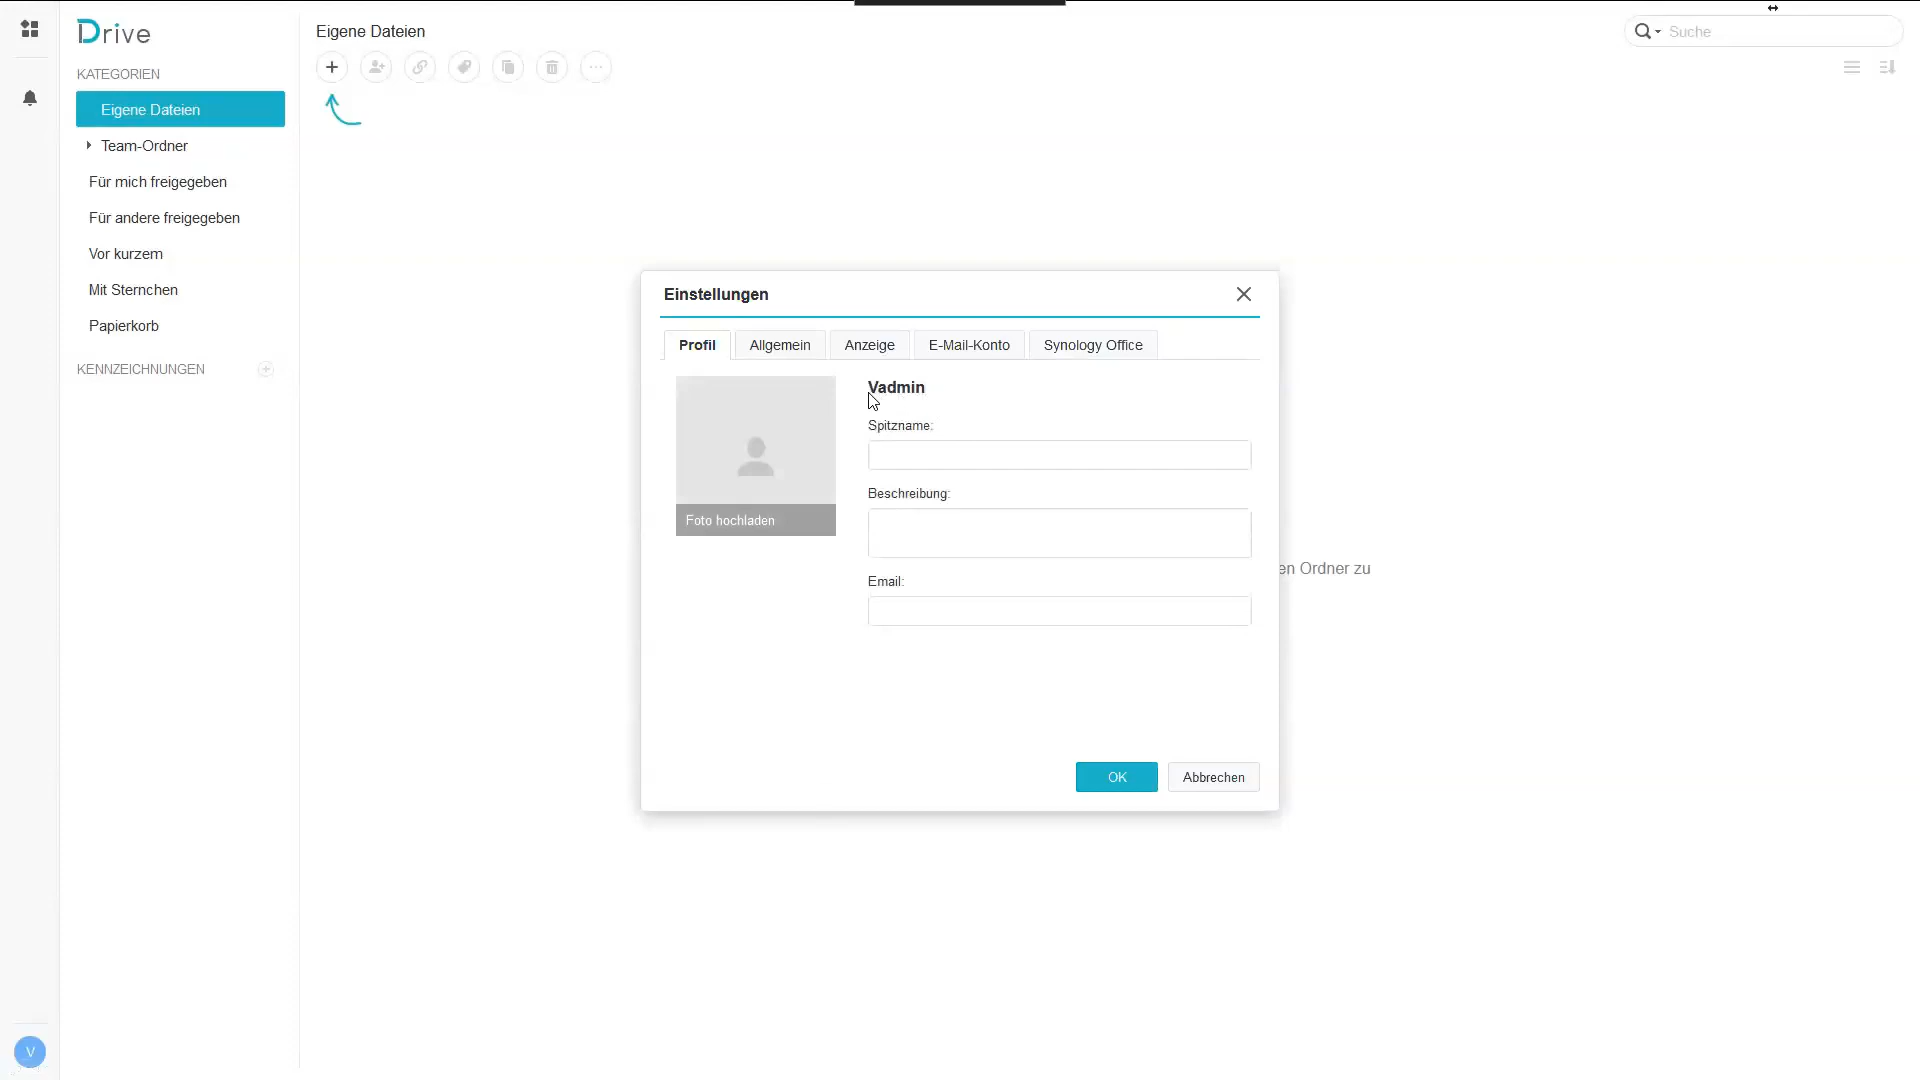 Drive
KATEGORIEN
Eigene Dateien
Team-Ordner
Für mich freigegeben
Für andere freigegeben
Vor kurzem
Mit Sternchen
Papierkorb
KENNZEICHNUNGEN
V
Eigene Dateien
Suche
en Ordner zu
Einstellungen
Profil Allgemein Anzeige E-Mail-Konto Synology Office
Foto hochladen
Vadmin
Spitzname:
Beschreibung:
Email:
OK Abbrechen